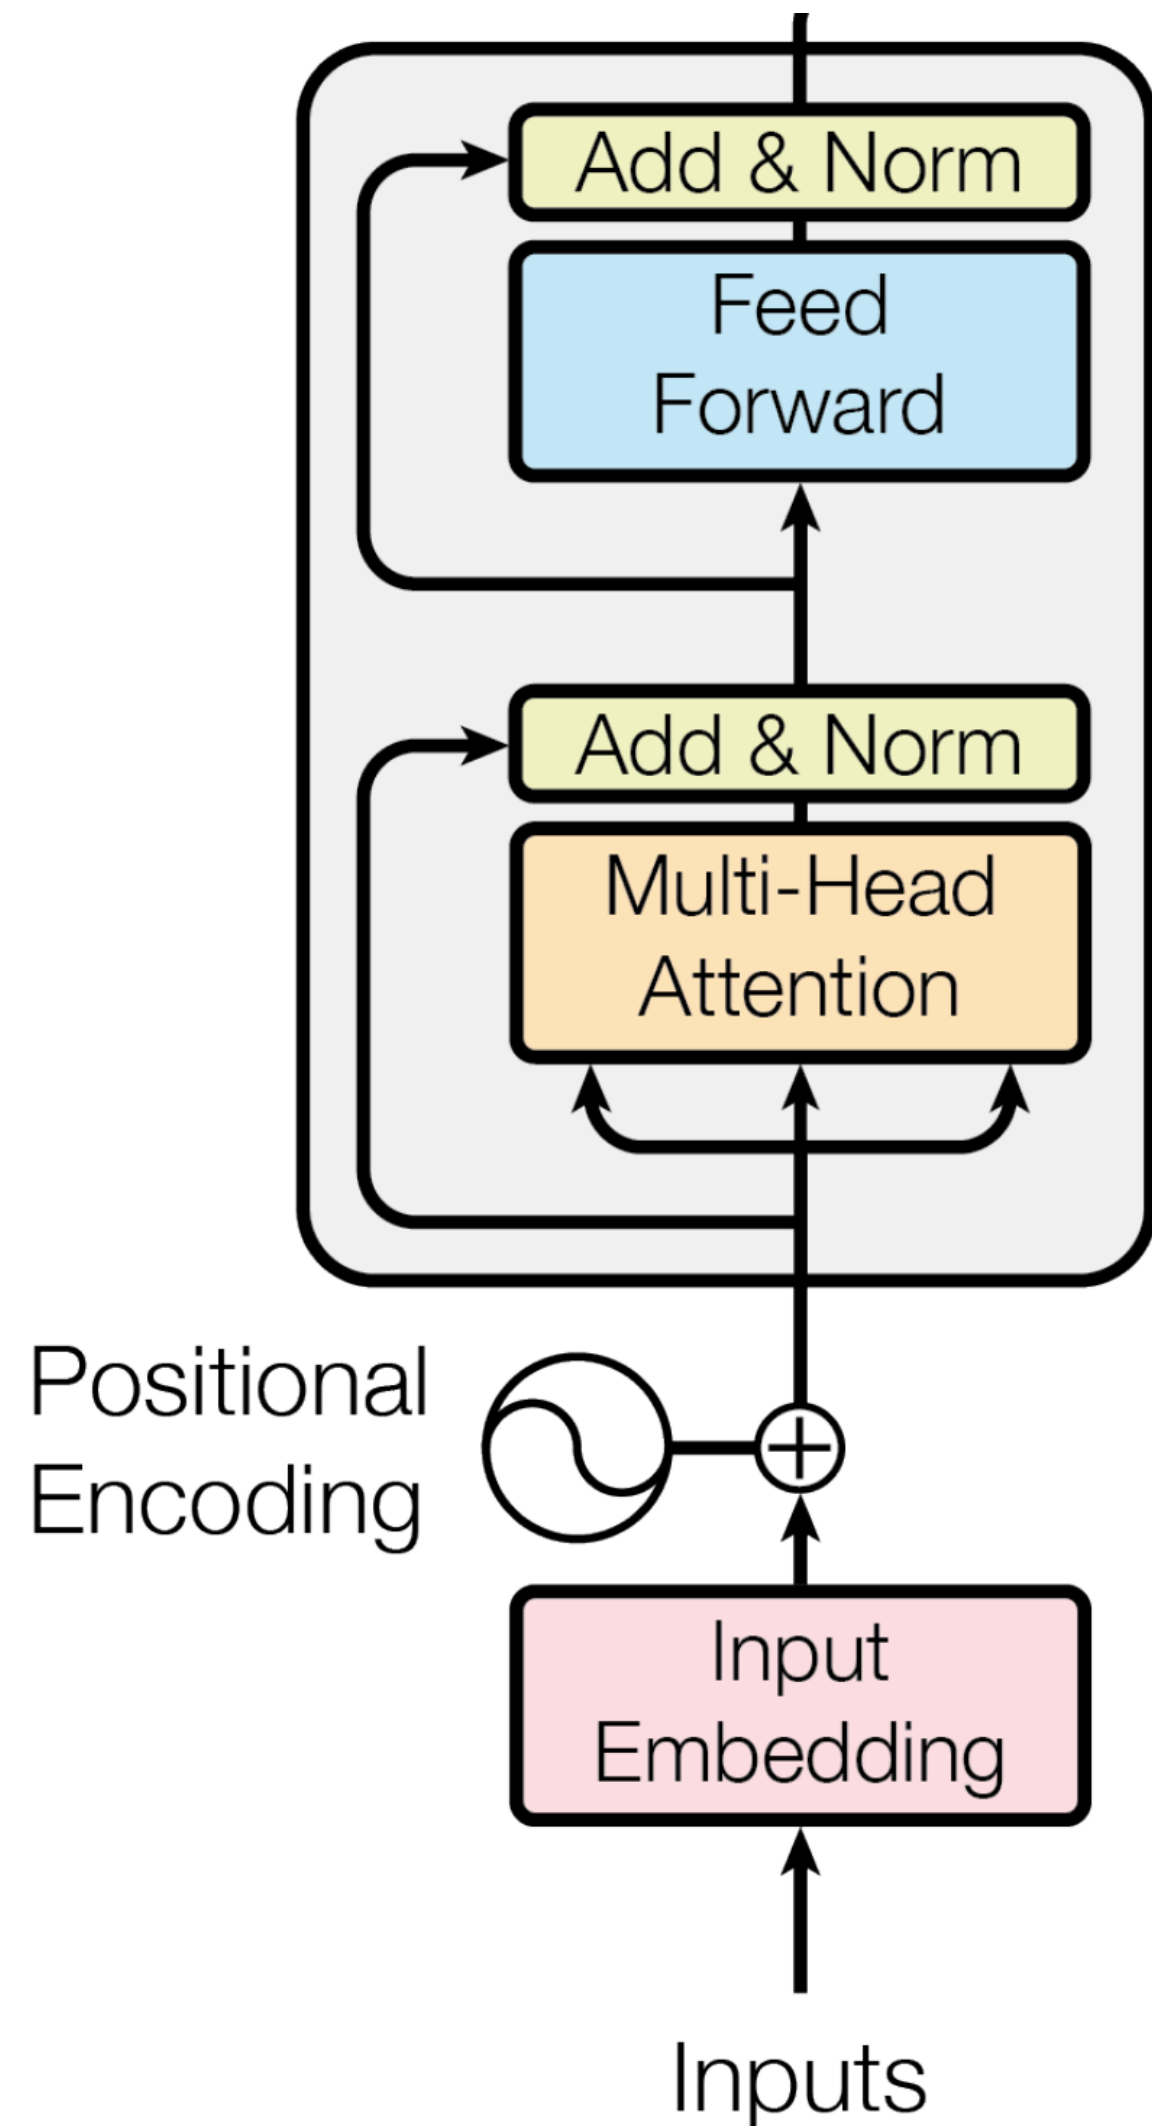 Add & Norm
Feed
Forward
Add & Norm
Multi-Head
Attention
Positional
Encoding
Input
Embedding
Inputs